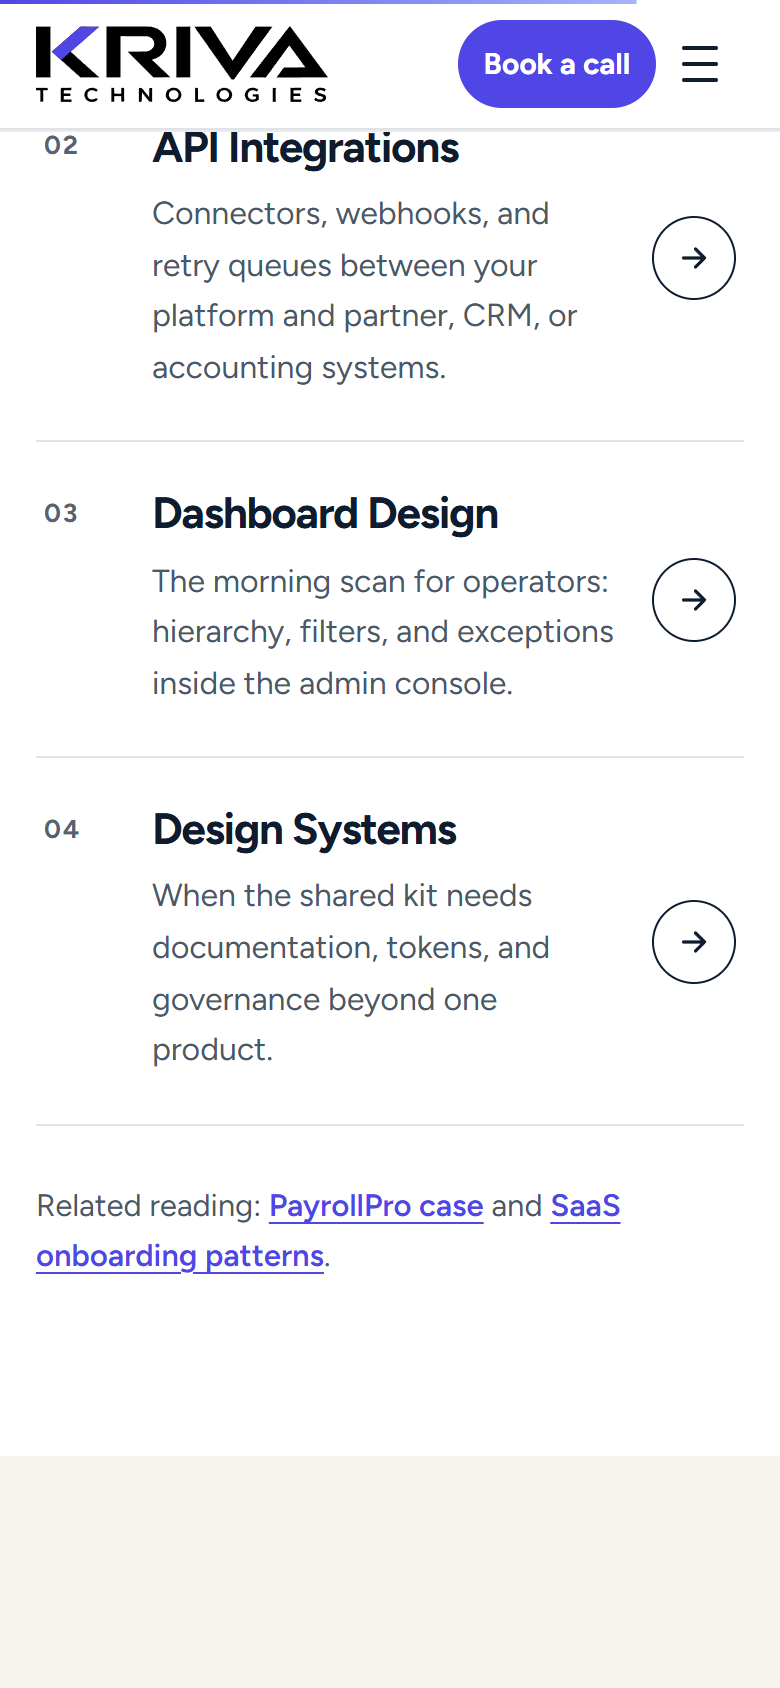 KRIVA
TECHNOLOGIES
Book a call
02
API Integrations
Connectors, webhooks, and
retry queues between your
platform and partner, CRM, or
accounting systems.
03
Dashboard Design
The morning scan for operators:
hierarchy, filters, and exceptions
inside the admin console.
04
Design Systems
When the shared kit needs
documentation, tokens, and
governance beyond one
product.
Related reading: PayrollPro case and SaaS
onboarding patterns.